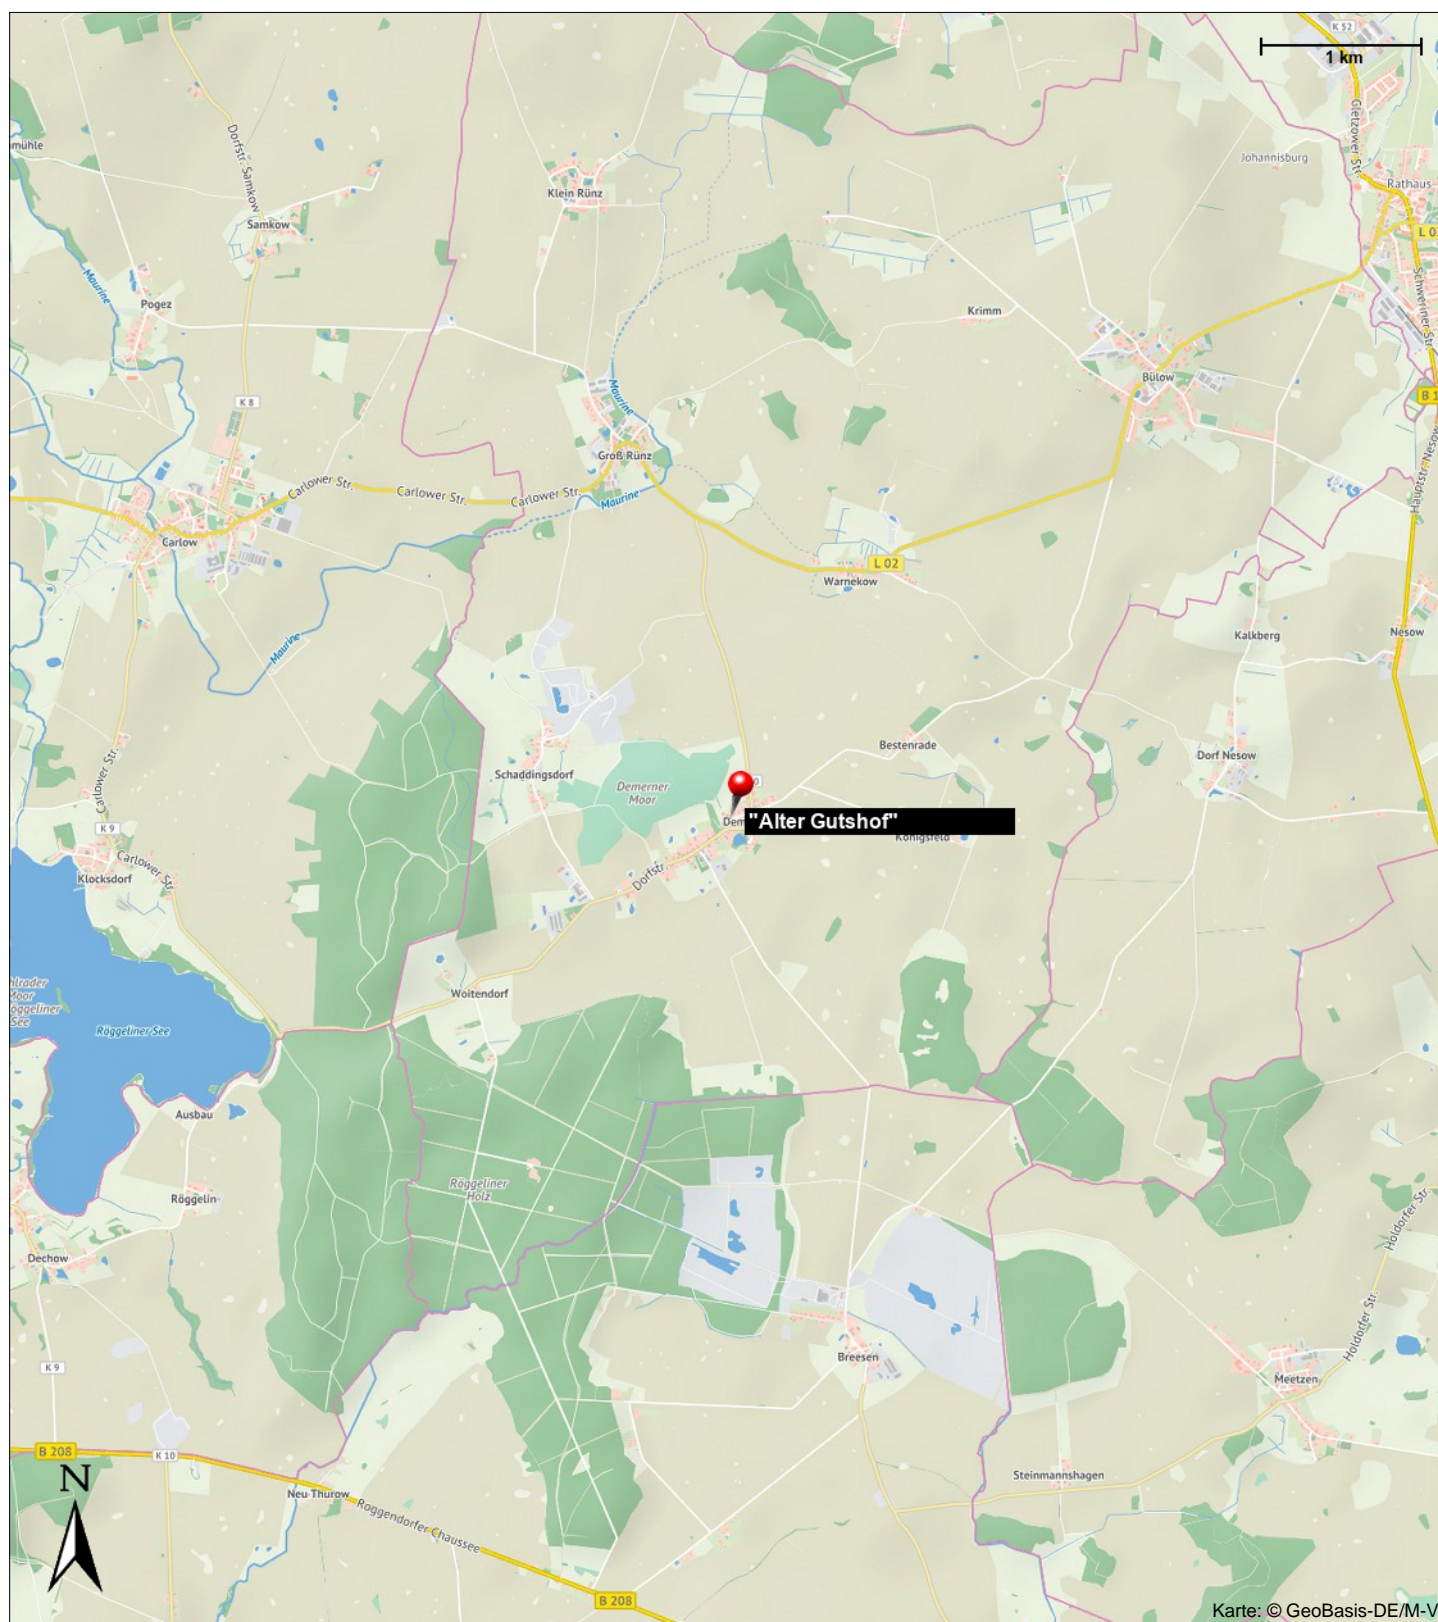 K 52
1 km
Gletzower Str.
Johannisburg
mühle
Dorfstr. Samkow
Rathaus
Klein Rünz
Samkow
Maurine
Pogez
Schweriner Str.
Krimm
Bülow
K 8
Maurine
Groß Rünz
Hauptstr. Nesow
Carlower Str.
Carlower Str.
Carlower Str.
Maurine
Carlow
L 02
Warnekow
Maurine
Kalkberg
Nesow
Bestenrade
Dorf Nesow
Carlower Str.
Schaddingsdorf
Demerner
Moor
"Alter Gutshof"
Königsfeld
K 9
Carlower Str.
Klocksdorf
Dorfstr.
Woitendorf
Röggeliner See
Ausbau
Röggeliner
Holz
Röggelin
Dechow
Holdorfer Str.
Holdorfer Str.
Breesen
K 9
Meetzen
B 208
K 10
N
Steinmannshagen
Neu Thurow
Roggendorfer Chaussee
B 208
Karte: © GeoBasis-DE/M-V